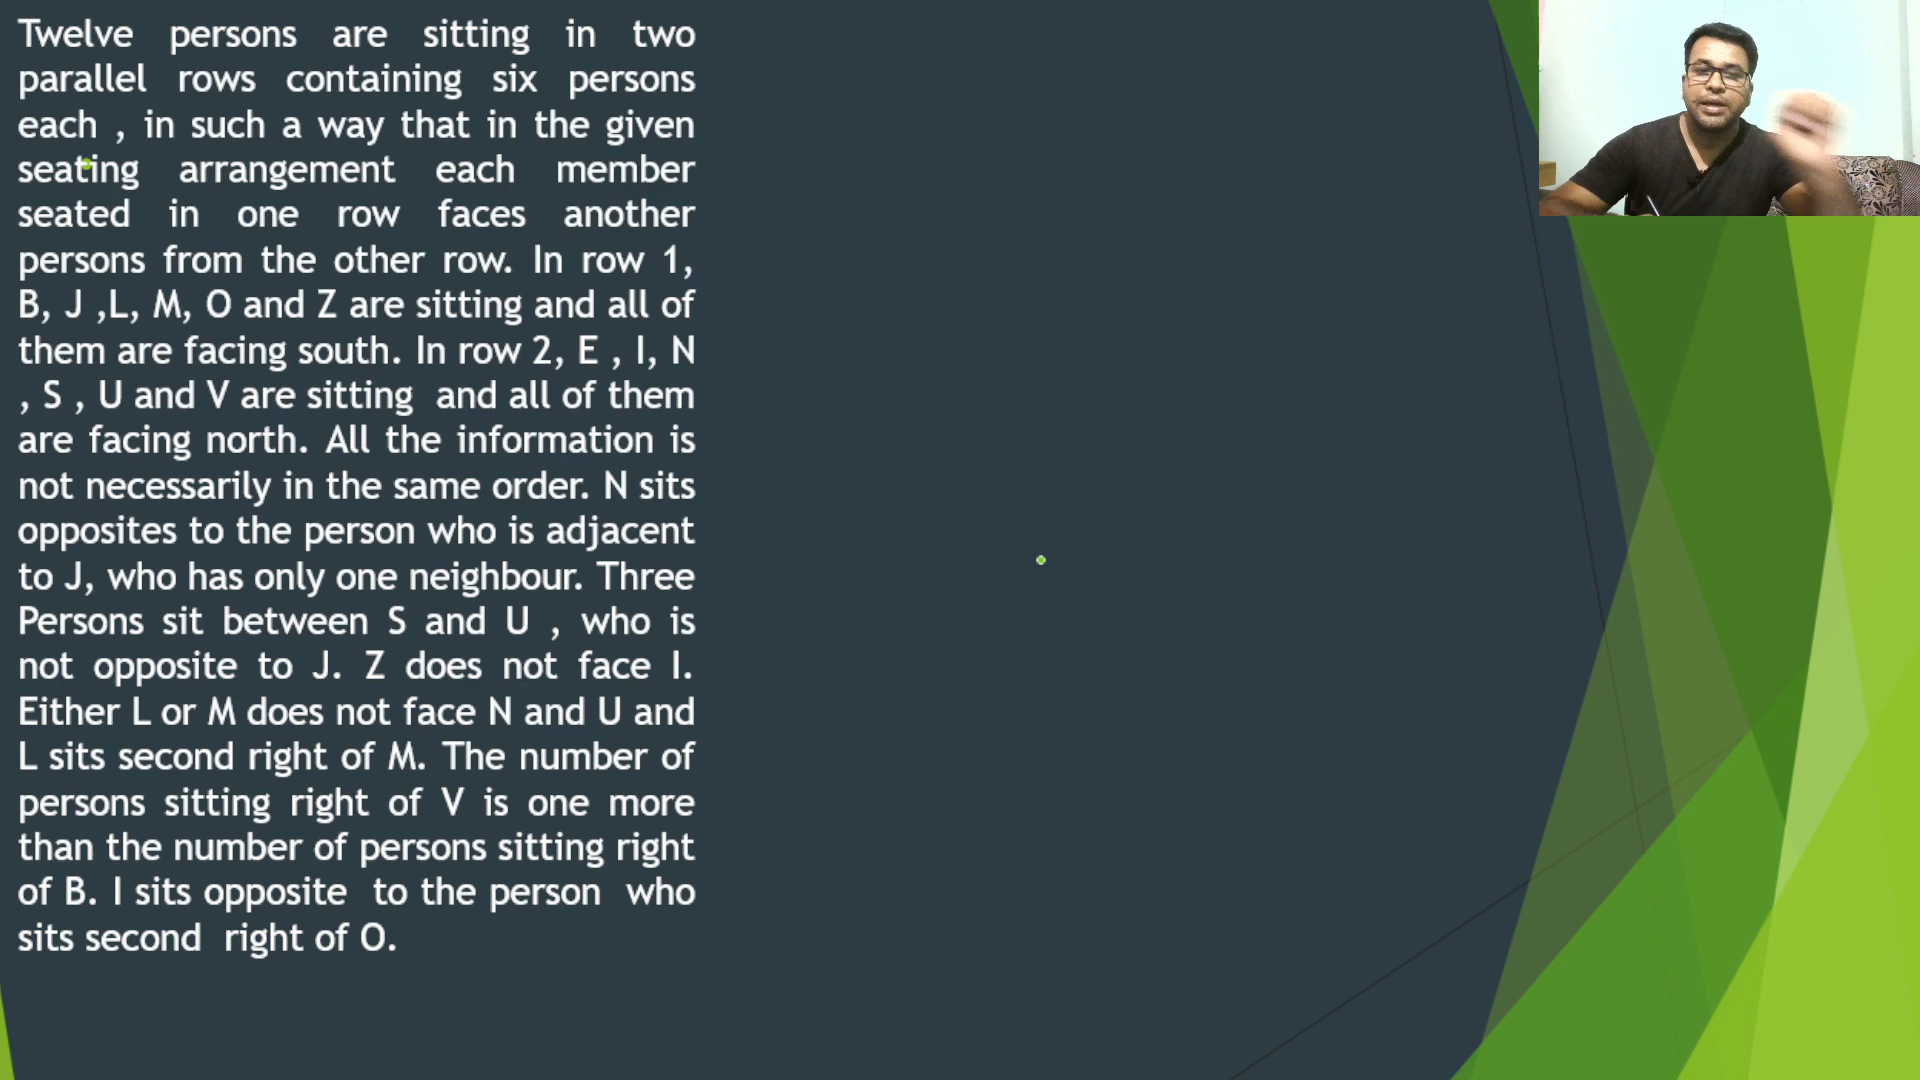 Twelve persons are sitting in two
parallel rows containing six persons
each , in such a way that in the given
seating arrangement each member
seated in one row faces another
persons from the other row. In row 1,
B, J ,L, M, O and Z are sitting and all of
them are facing south. In row 2, E , I, N
, S , U and V are sitting and all of them
are facing north. All the information is
not necessarily in the same order. N sits
opposites to the person who is adjacent
to J, who has only one neighbour. Three
Persons sit between S and U , who is
not opposite to J. Z does not face I.
Either L or M does not face N and U and
L sits second right of M. The number of
persons sitting right of V is one more
than the number of persons sitting right
of B. I sits opposite to the person who
sits second right of O.